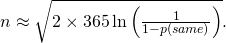 n ≈ √(2 × 365 ln(1/(1−p(same)))).